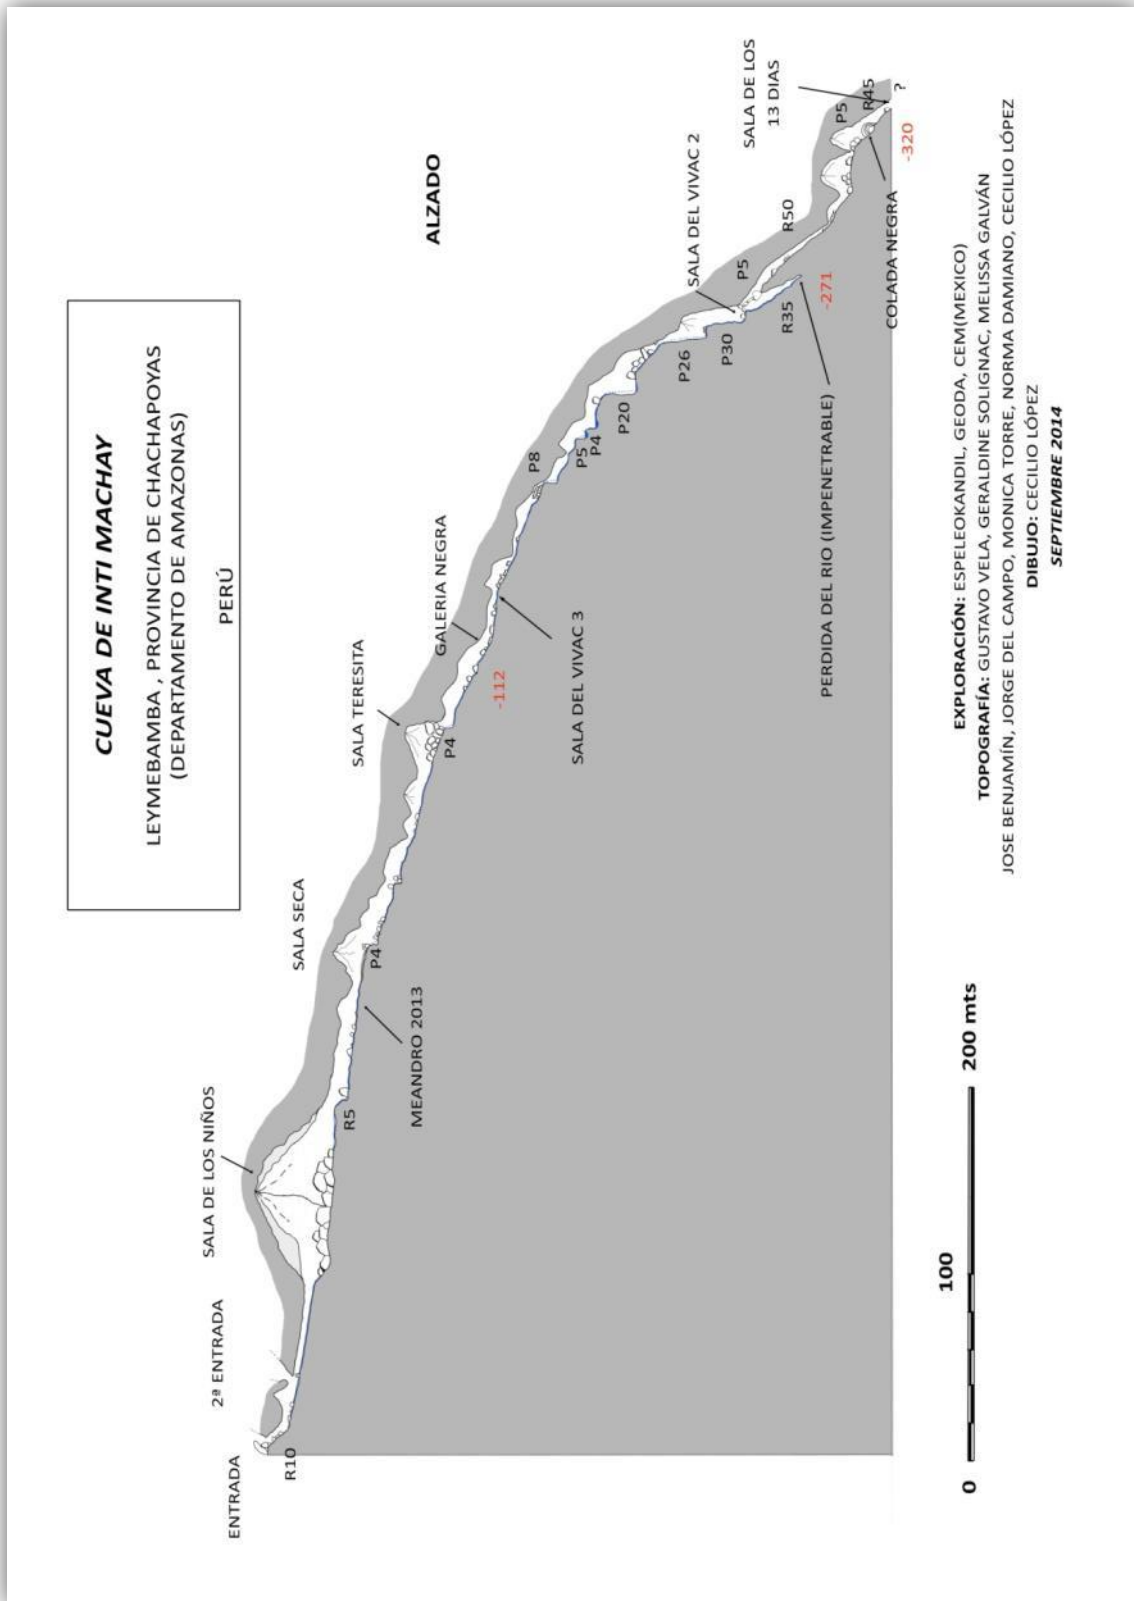 CUEVA DE INTI MACHAY
LEYMEBAMBA , PROVINCIA DE CHACHAPOYAS
(DEPARTAMENTO DE AMAZONAS)
PERÚ
ALZADO
ENTRADA
R10
2ª ENTRADA
SALA DE LOS NIÑOS
R5
MEANDRO 2013
SALA SECA
P4
SALA TERESITA
P4
GALERIA NEGRA
-112
SALA DEL VIVAC 3
P8
P5
P4
P20
P26
P30
SALA DEL VIVAC 2
P5
R35
-271
PERDIDA DEL RIO (IMPENETRABLE)
R50
SALA DE LOS
13 DIAS
P5
R45
?
-320
COLADA NEGRA
0
100
200 mts
EXPLORACIÓN: ESPELEOKANDIL, GEODA, CEM(MEXICO)
TOPOGRAFÍA: GUSTAVO VELA, GERALDINE SOLIGNAC, MELISSA GALVÁN
JOSE BENJAMÍN, JORGE DEL CAMPO, MONICA TORRE, NORMA DAMIANO, CECILIO LÓPEZ
DIBUJO: CECILIO LÓPEZ
SEPTIEMBRE 2014